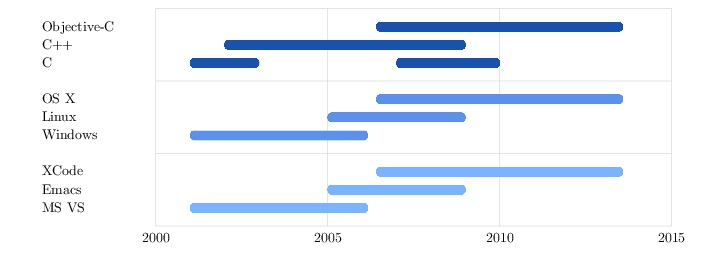 Objective-C
C++
C
OS X
Linux
Windows
XCode
Emacs
MS VS
2000 2005 2010 2015